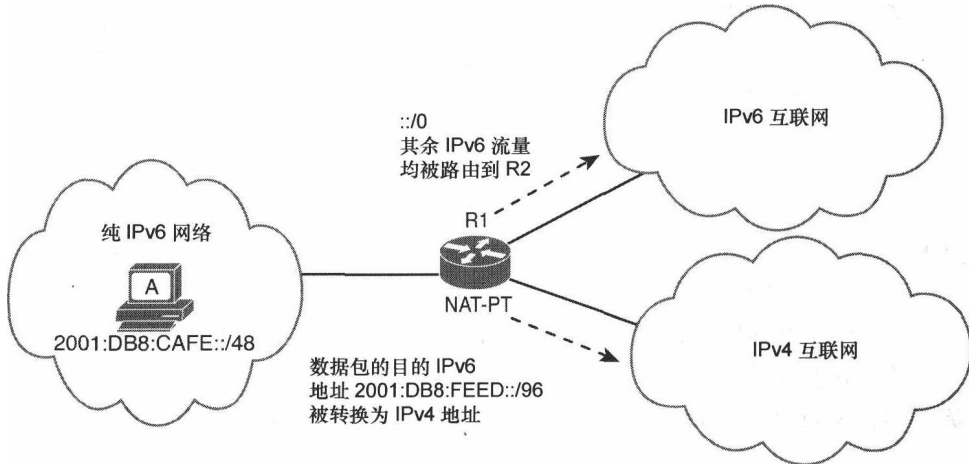 ::/0
其余 IPv6 流量
均被路由到 R2
IPv6 互联网
纯 IPv6 网络
A
2001:DB8:CAFE::/48
R1
NAT-PT
数据包的目的 IPv6
地址 2001:DB8:FEED::/96
被转换为 IPv4 地址
IPv4 互联网